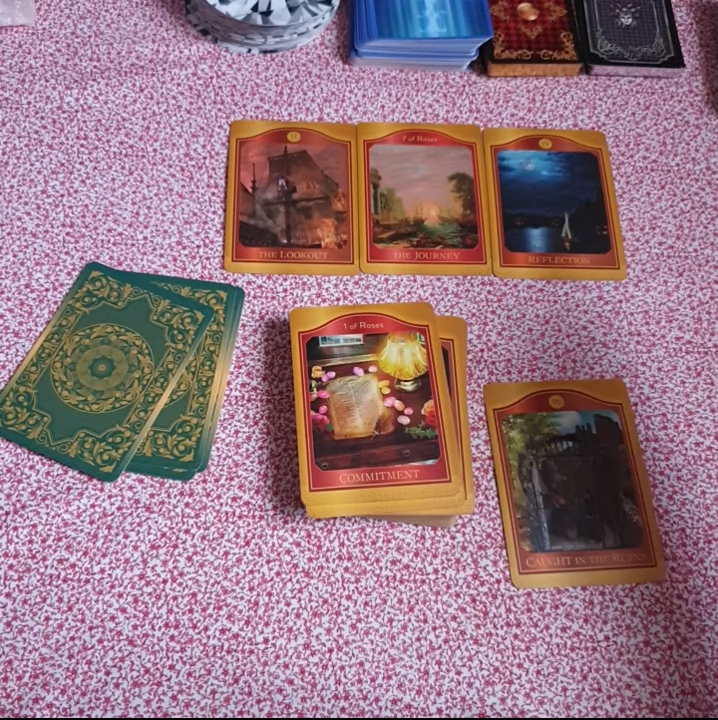 THE LOOKOUT
7 of Roses
THE JOURNEY
REFLECTION
1 of Roses
COMMITMENT
CAUGHT IN THE RUINS